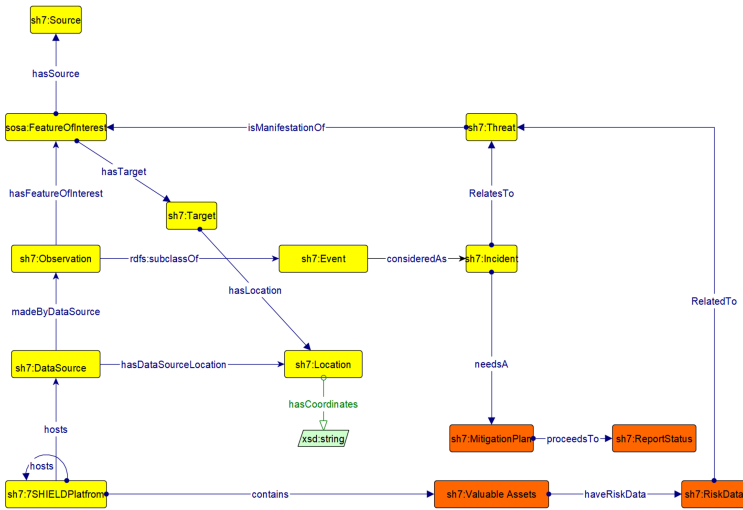 sh7:Source
hasSource
sosa:FeatureOfInterest
isManifestationOf
sh7:Threat
hasTarget
hasFeatureOfInterest
RelatesTo
sh7:Target
sh7:Observation
rdfs:subclassOf
sh7:Event
consideredAs
sh7:Incident
hasLocation
RelatedTo
madeByDataSource
sh7:DataSource
hasDataSourceLocation
sh7:Location
needsA
hasCoordinates
hosts
xsd:string
sh7:MitigationPlan
proceedsTo
sh7:ReportStatus
hosts
sh7:7SHIELDPlatfrom
contains
sh7:Valuable Assets
haveRiskData
sh7:RiskData